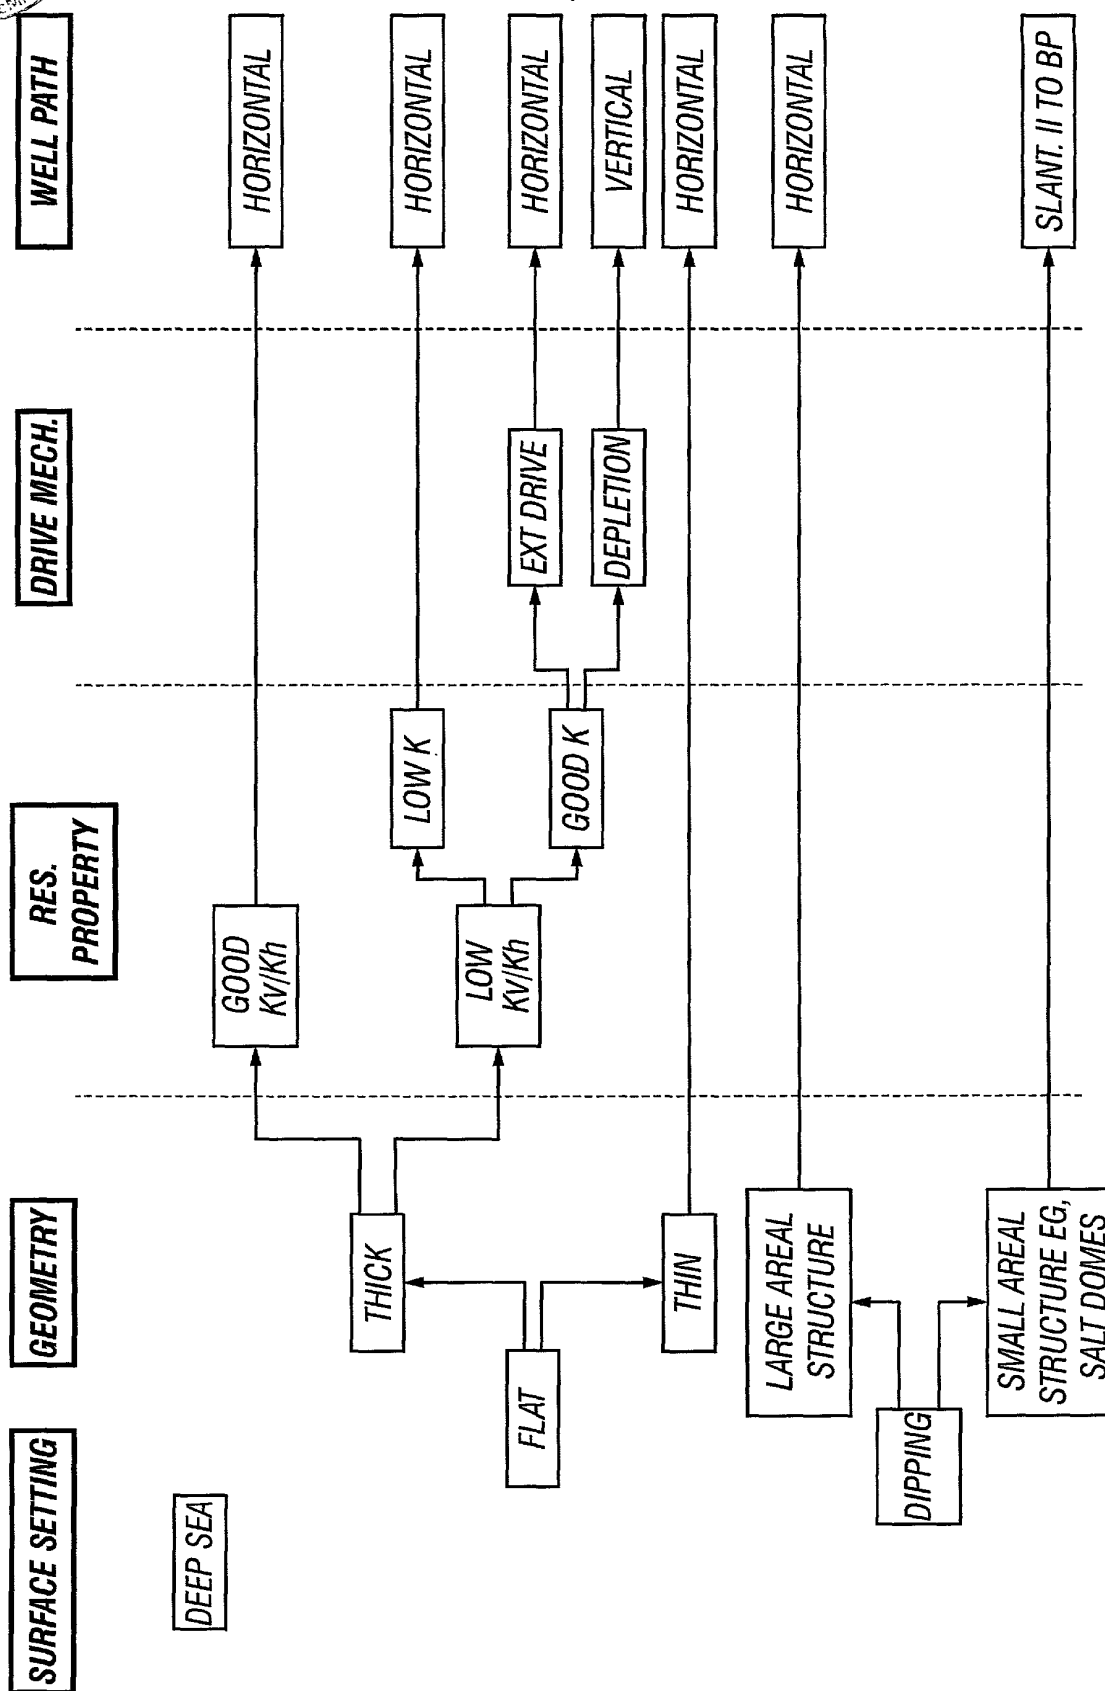 SURFACE SETTING
GEOMETRY
RES.
PROPERTY
DRIVE MECH.
WELL PATH
DEEP SEA
GOOD
Kv/Kh
HORIZONTAL
THICK
LOW K
HORIZONTAL
LOW
Kv/Kh
FLAT
EXT DRIVE
HORIZONTAL
GOOD K
DEPLETION
VERTICAL
THIN
HORIZONTAL
LARGE AREAL
STRUCTURE
HORIZONTAL
DIPPING
SMALL AREAL
STRUCTURE EG,
SALT DOMES
SLANT. II TO BP